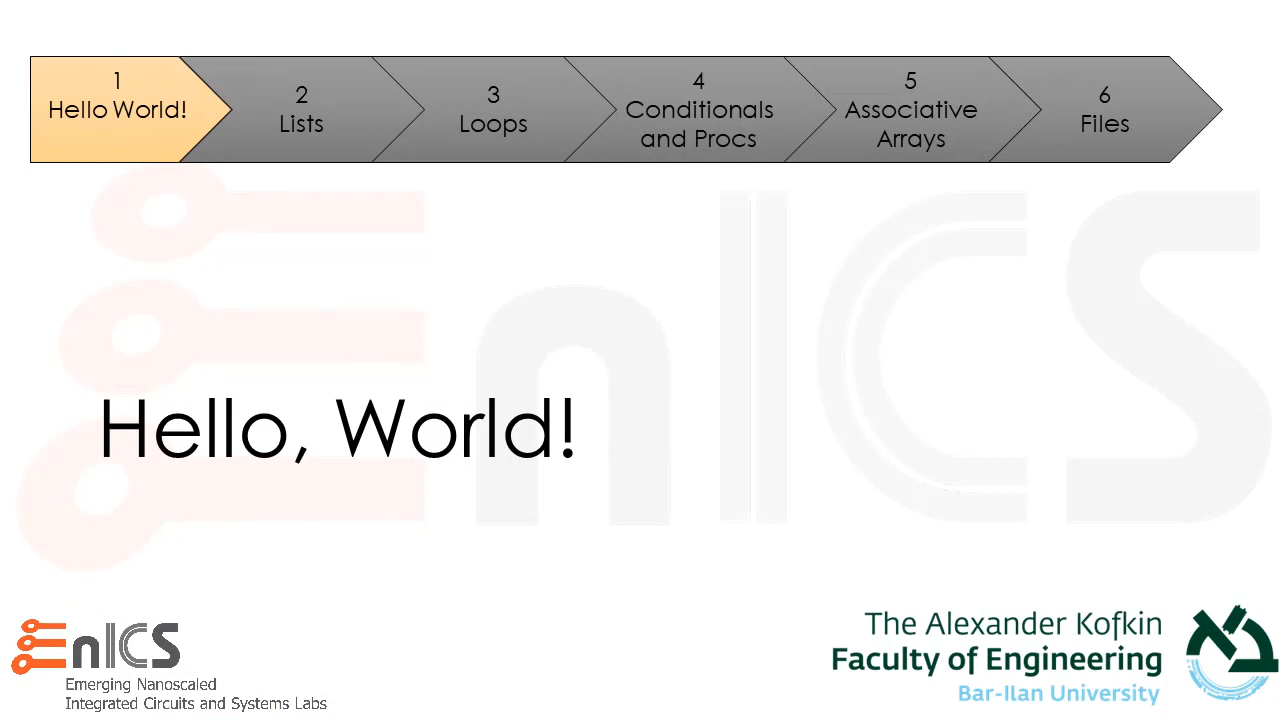 1
Hello World!
2
Lists
3
Loops
4
Conditionals
and Procs
5
Associative
Arrays
6
Files
EnICS
Hello, World!
EnICS
Emerging Nanoscaled
Integrated Circuits and Systems Labs
The Alexander Kofkin
Faculty of Engineering
Bar-Ilan University